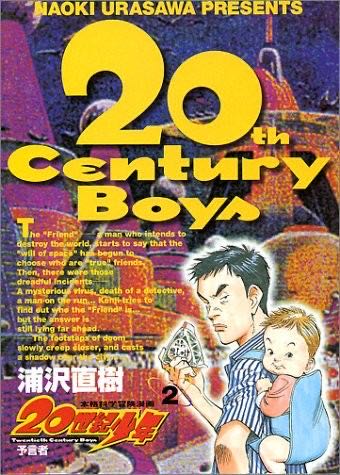 NAOKI URASAWA PRESENTS
20th
Century
Boys
The "Friend"——a man who intends to
destroy the world, starts to say that the
"will of space" has begun to
choose who are "true" friends.
Then, there were those
dreadful incidents......
A mysterious virus, death of a detective,
a man on the run... Kenji tries to
find out who the "Friend" is...
but the answer is
still lying far ahead.
——The footsteps of doom
slowly creep closer, and casts
a shadow over the city!
浦沢直樹
2
本格科学冒険漫画
20世紀少年
Twentieth Century Boys
予言者